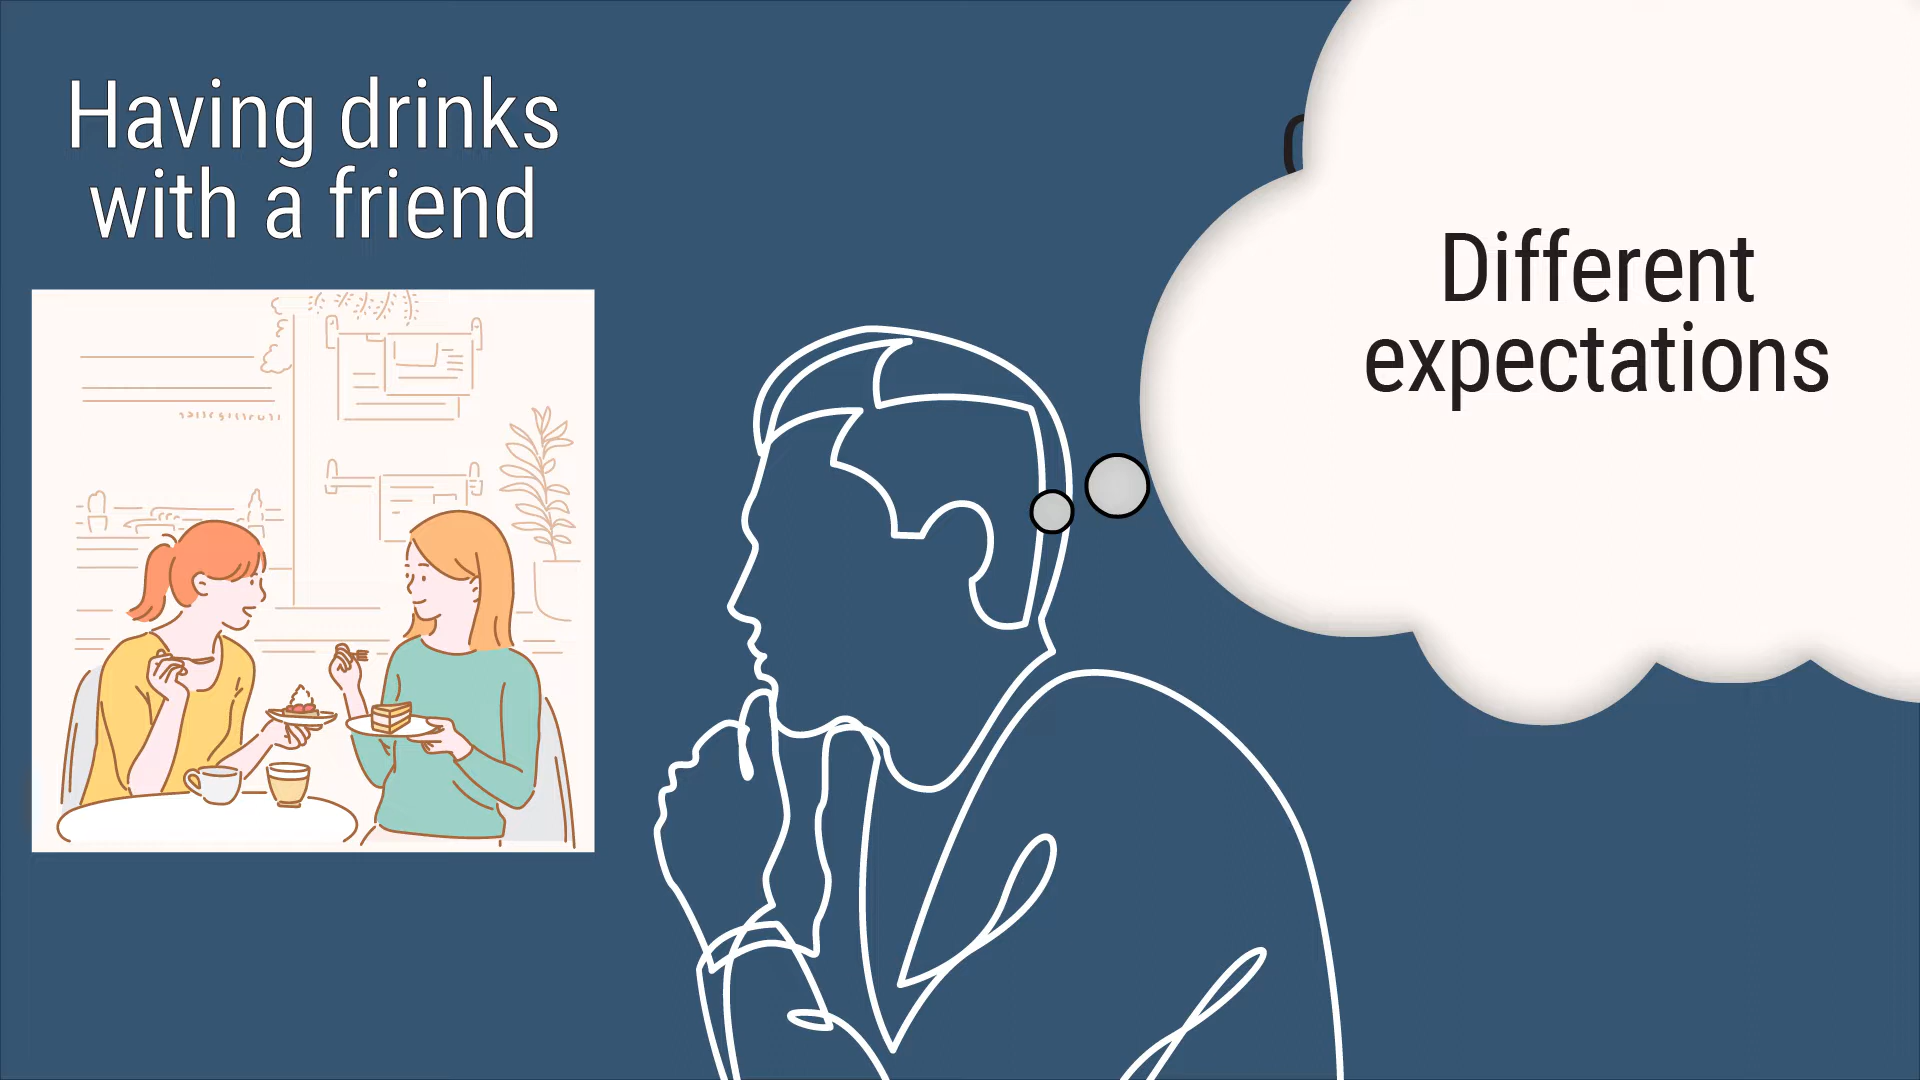 Having drinks
with a friend
Different
expectations